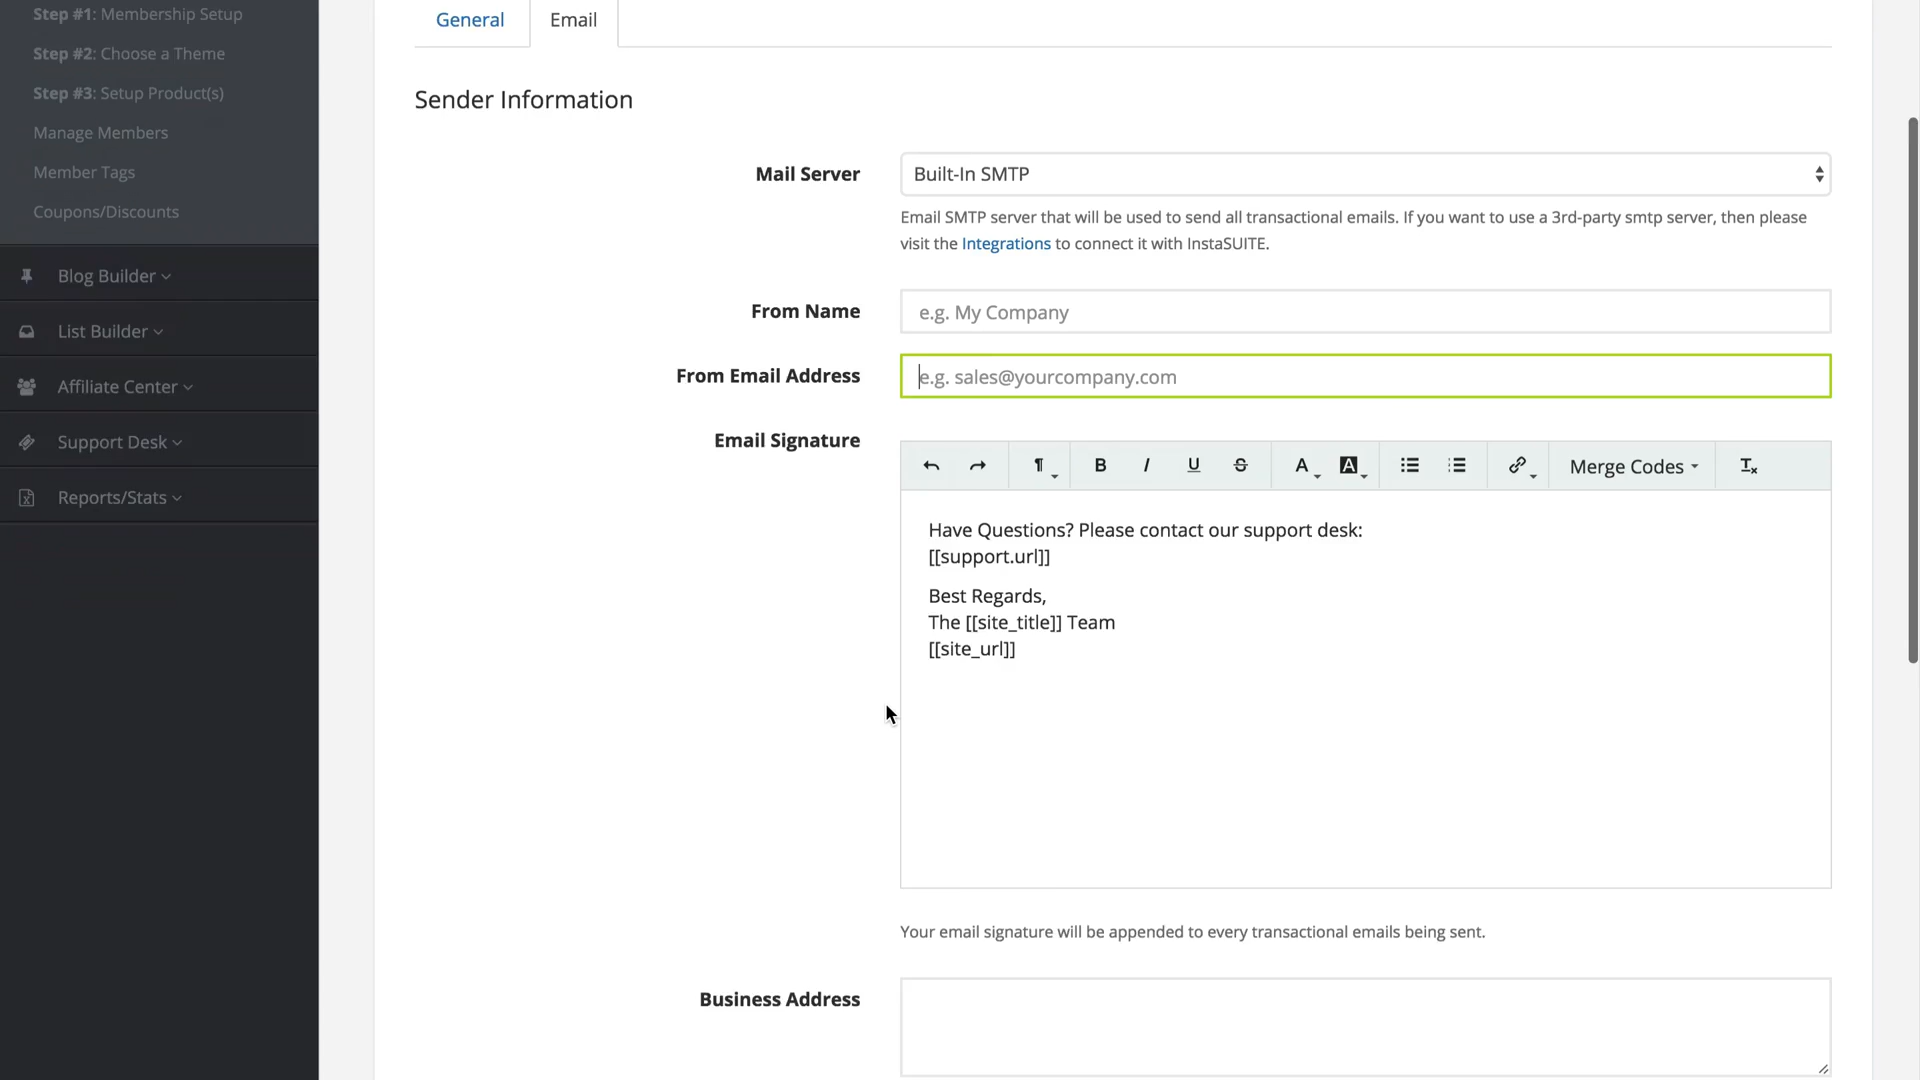 Step #1: Membership Setup
Step #2: Choose a Theme
Step #3: Setup Product(s)
Manage Members
Member Tags
Coupons/Discounts
Blog Builder
List Builder
Affiliate Center
Support Desk
Reports/Stats
General
Email
Sender Information
Mail Server
Built-In SMTP
Email SMTP server that will be used to send all transactional emails. If you want to use a 3rd-party smtp server, then please
visit the Integrations to connect it with InstaSUITE.
From Name
e.g. My Company
From Email Address
e.g. sales@yourcompany.com
Email Signature
Merge Codes
Have Questions? Please contact our support desk:
[[support.url]]
Best Regards,
The [[site_title]] Team
[[site_url]]
Your email signature will be appended to every transactional emails being sent.
Business Address